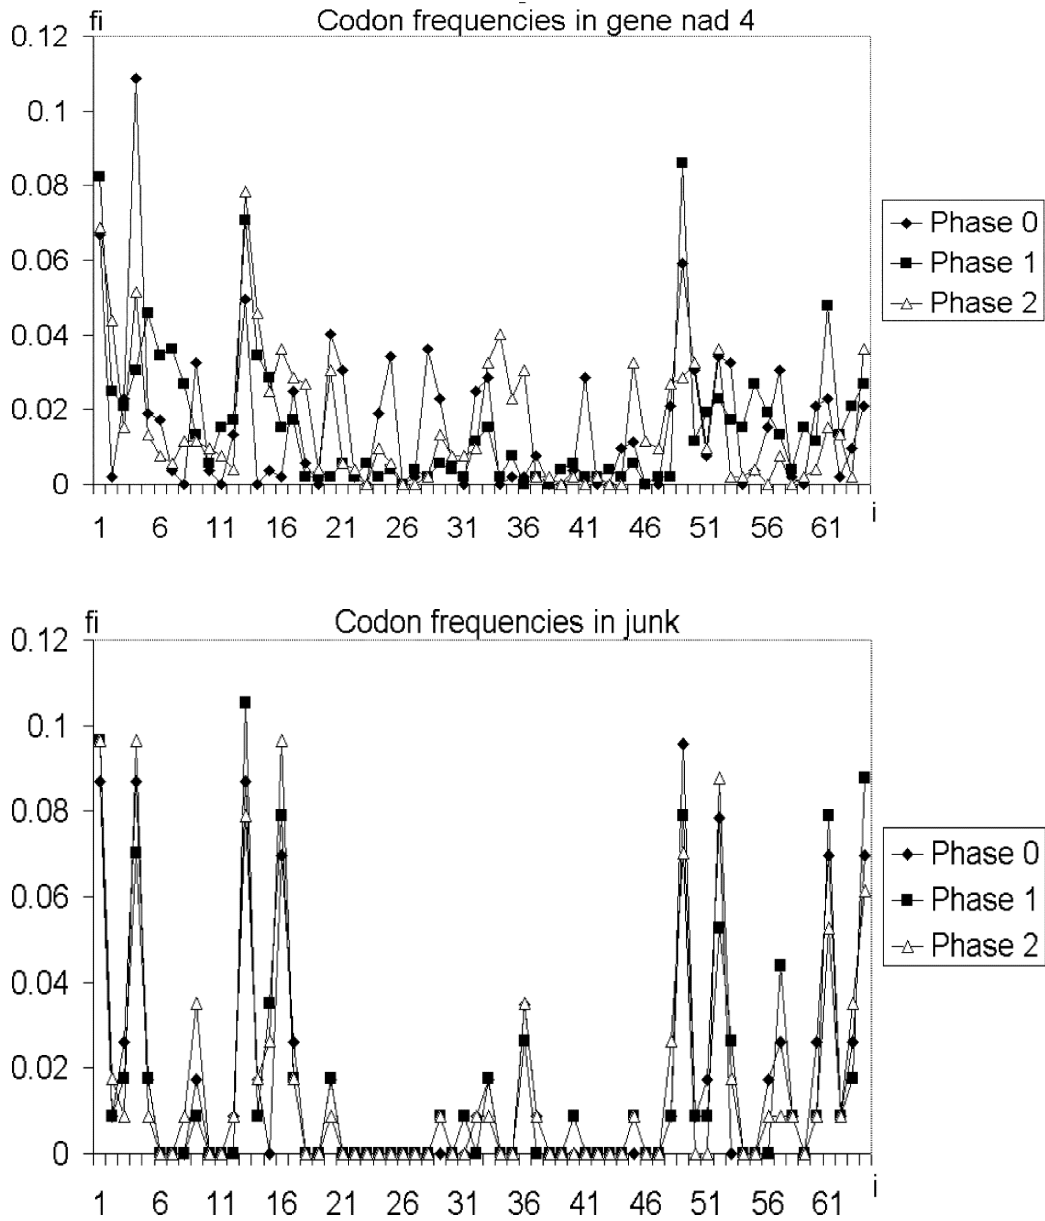 fi
Codon frequencies in gene nad 4
0.12
0.1
0.08
0.06
0.04
0.02
0
1 6 11 16 21 26 31 36 41 46 51 56 61 i
Phase 0
Phase 1
Phase 2
fi
Codon frequencies in junk
0.12
0.1
0.08
0.06
0.04
0.02
0
1 6 11 16 21 26 31 36 41 46 51 56 61 i
Phase 0
Phase 1
Phase 2